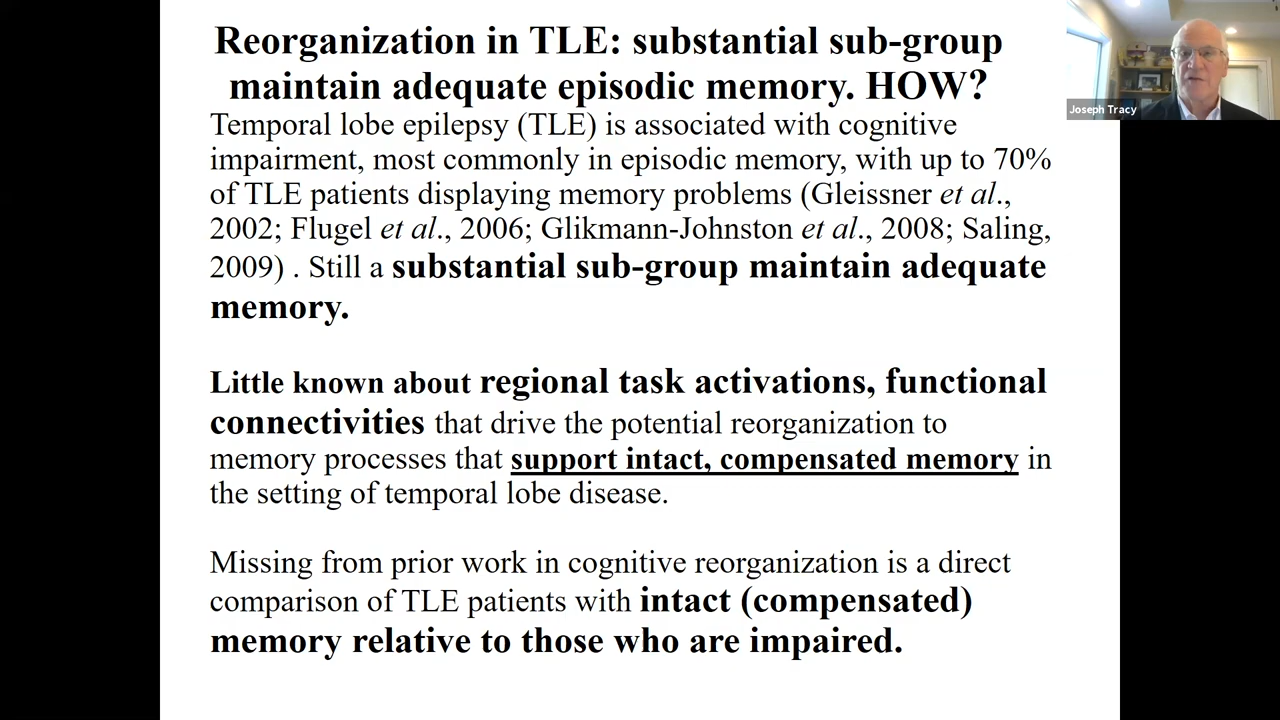 Reorganization in TLE: substantial sub-group
maintain adequate episodic memory. HOW?
Temporal lobe epilepsy (TLE) is associated with cognitive
impairment, most commonly in episodic memory, with up to 70%
of TLE patients displaying memory problems (Gleissner et al.,
2002; Flugel et al., 2006; Glikmann-Johnston et al., 2008; Saling,
2009) . Still a substantial sub-group maintain adequate
memory.
Little known about regional task activations, functional
connectivities that drive the potential reorganization to
memory processes that support intact, compensated memory in
the setting of temporal lobe disease.
Missing from prior work in cognitive reorganization is a direct
comparison of TLE patients with intact (compensated)
memory relative to those who are impaired.
Joseph Tracy